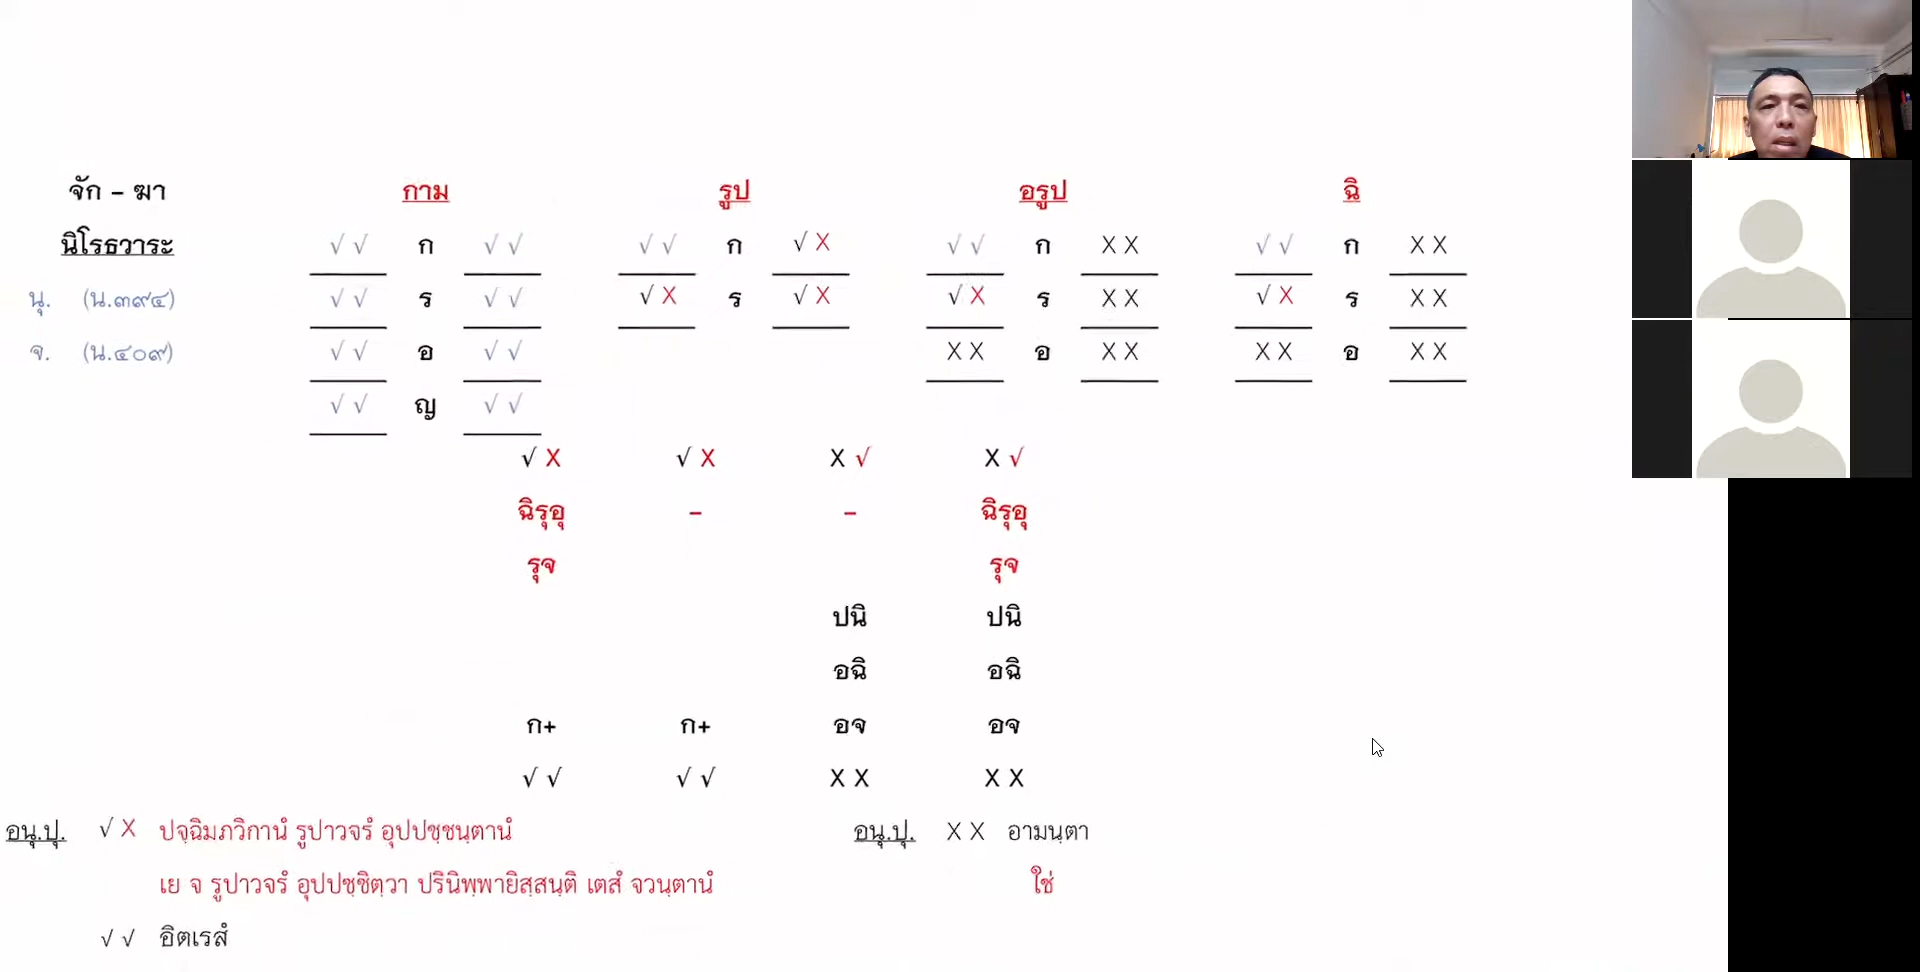 จัก – ฆา กาม รูป อรูป ฉิ
นิโรธวาระ √ √ ก √ √ √ √ ก √ X √ √ ก X X √ √ ก X X
นุ. (น.๓๙๔) √ √ ร √ √ √ X ร √ X √ X ร X X √ X ร X X
จ. (น.๔๐๙) √ √ อ √ √ X X อ X X X X อ X X
√ √ ญ √ √
√ X √ X X √ X √
ฉิรุอุ – – ฉิรุอุ
รุจ รุจ
ปนิ ปนิ
อฉิ อฉิ
ก+ ก+ อจ อจ
√ √ √ √ X X X X
อนุ.ปุ. √ X ปจฺฉิมภวิกานํ รูปาวจรํ อุปปชฺชนฺตานํ อนุ.ปุ. X X อามนฺตา
เย จ รูปาวจรํ อุปปชฺชิตฺวา ปรินิพฺพายิสฺสนฺติ เตสํ จวนฺตานํ ใช่
√ √ อิตเรสํ